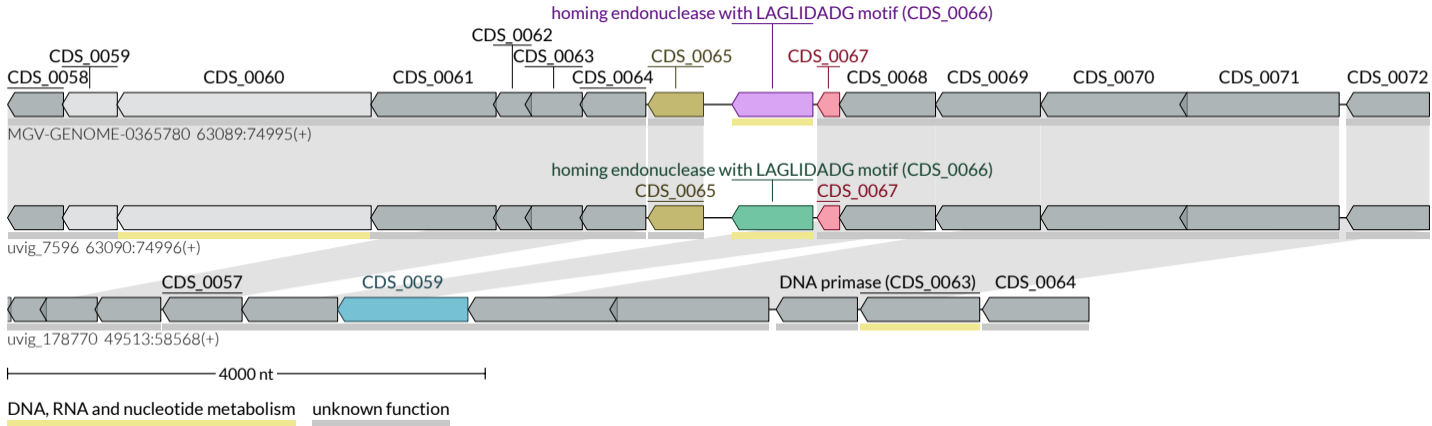 homing endonuclease with LAGLIDADG motif (CDS_0066)
CDS_0062
CDS_0059 CDS_0063 CDS_0065 CDS_0067
CDS_0058 CDS_0060 CDS_0061 CDS_0064 CDS_0068 CDS_0069 CDS_0070 CDS_0071 CDS_0072
MGV-GENOME-0365780 63089:74995(+)
homing endonuclease with LAGLIDADG motif (CDS_0066)
CDS_0065 CDS_0067
uvig_7596 63090:74996(+)
CDS_0057 CDS_0059 DNA primase (CDS_0063) CDS_0064
uvig_178770 49513:58568(+)
4000 nt
DNA, RNA and nucleotide metabolism unknown function